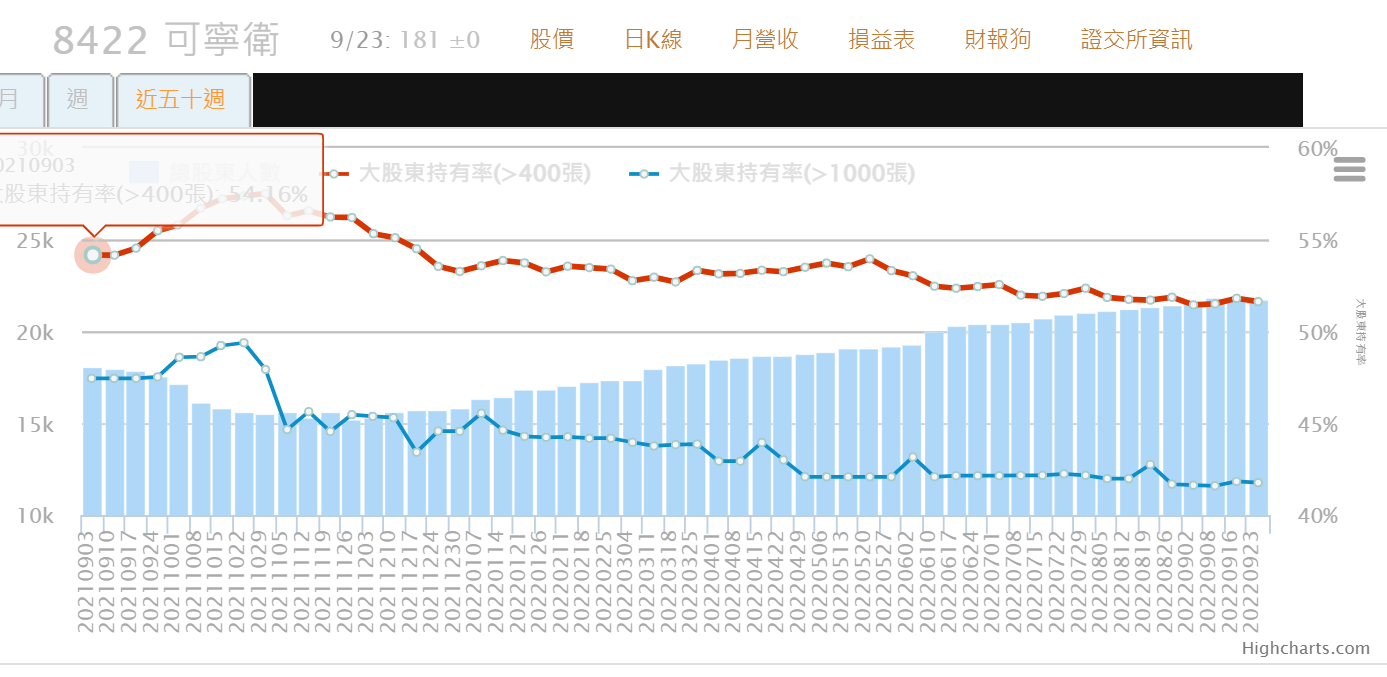 8422 可寧衛 9/23: 181 ±0 股價 日K線 月營收 損益表 財報狗 證交所資訊
月 週 近五十週
30k 60%
0210903 總股東人數 大股東持有率(>400張) 大股東持有率(>1000張)
大股東持有率(>400張): 54.16%
25k 55%
20k 50%
大股東持有率
15k 45%
10k 40%
20210903 20210910 20210917 20210924 20211001 20211008 20211015 20211022 20211029 20211105 20211112 20211119 20211126 20211203 20211210 20211217 20211224 20211230 20220107 20220114 20220121 20220126 20220211 20220218 20220225 20220304 20220311 20220318 20220325 20220401 20220408 20220415 20220422 20220429 20220506 20220513 20220520 20220527 20220602 20220610 20220617 20220624 20220701 20220708 20220715 20220722 20220729 20220805 20220812 20220819 20220826 20220902 20220908 20220916 20220923
Highcharts.com